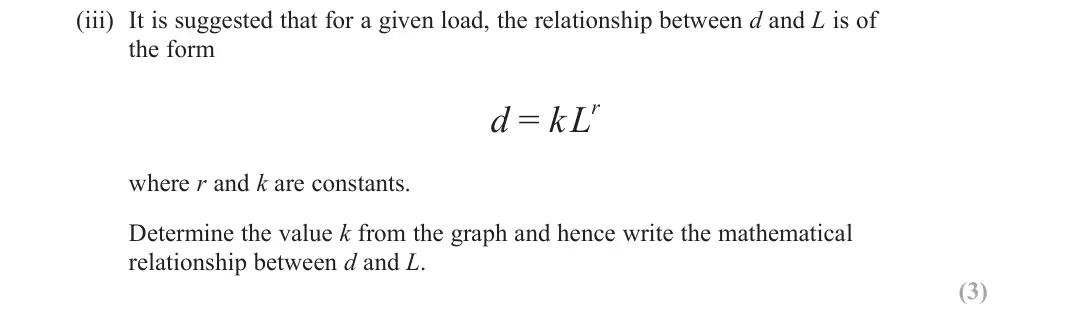 (iii) It is suggested that for a given load, the relationship between d and L is of
the form
d = kLʳ
where r and k are constants.
Determine the value k from the graph and hence write the mathematical
relationship between d and L.
(3)